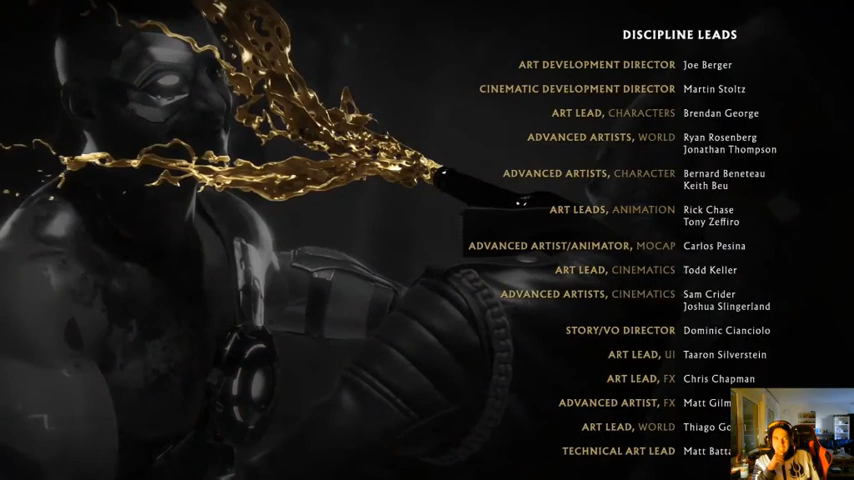 DISCIPLINE LEADS
ART DEVELOPMENT DIRECTOR Joe Berger
CINEMATIC DEVELOPMENT DIRECTOR Martin Stoltz
ART LEAD, CHARACTERS Brendan George
ADVANCED ARTISTS, WORLD Ryan Rosenberg
Jonathan Thompson
ADVANCED ARTISTS, CHARACTER Bernard Beneteau
Keith Beu
ART LEADS, ANIMATION Rick Chase
Tony Zeffiro
ADVANCED ARTIST/ANIMATOR, MOCAP Carlos Pesina
ART LEAD, CINEMATICS Todd Keller
ADVANCED ARTISTS, CINEMATICS Sam Crider
Joshua Slingerland
STORY/VO DIRECTOR Dominic Cianciolo
ART LEAD, UI Taaron Silverstein
ART LEAD, FX Chris Chapman
ADVANCED ARTIST, FX Matt
ART LEAD, WORLD Thiago
TECHNICAL ART LEAD Matt